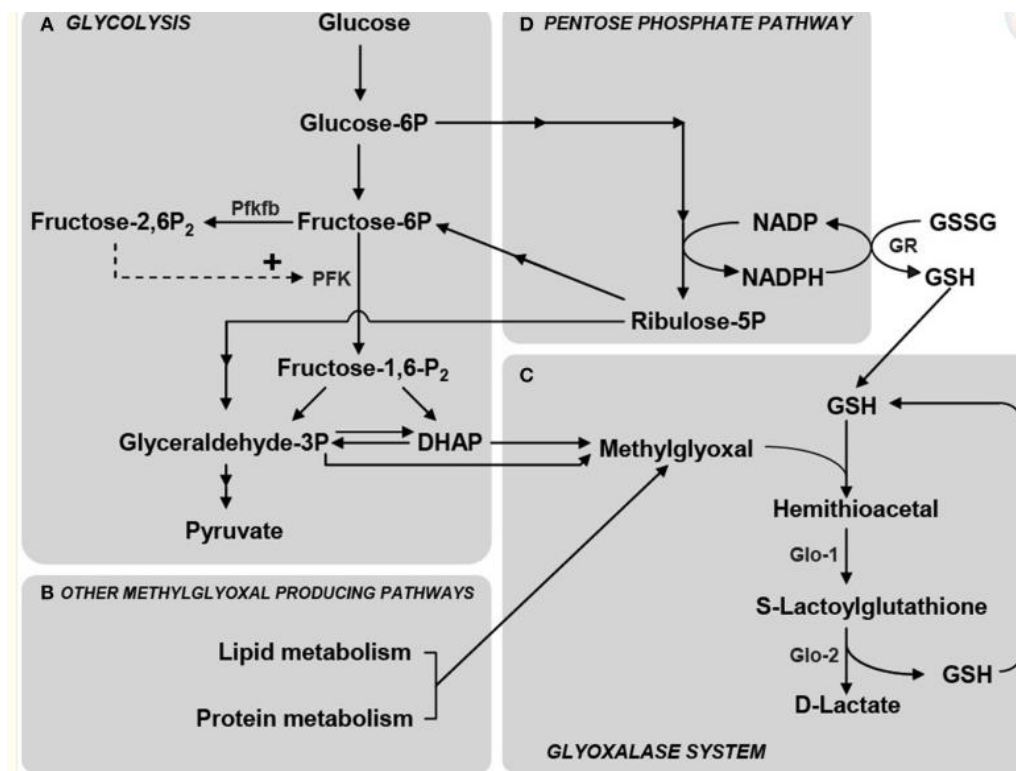 A GLYCOLYSIS
Glucose
Glucose-6P
Pfkfb
Fructose-2,6P₂
Fructose-6P
+
PFK
Fructose-1,6-P₂
Glyceraldehyde-3P
DHAP
Pyruvate
B OTHER METHYLGLYOXAL PRODUCING PATHWAYS
Lipid metabolism
Protein metabolism
D PENTOSE PHOSPHATE PATHWAY
NADP
GSSG
GR
NADPH
GSH
Ribulose-5P
C
GSH
Methylglyoxal
Hemithioacetal
Glo-1
S-Lactoylglutathione
Glo-2
GSH
D-Lactate
GLYOXALASE SYSTEM